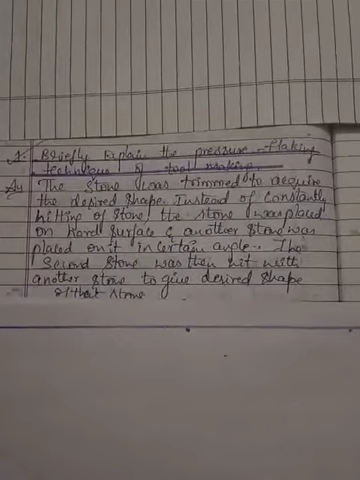 1. Briefly Explain the pressure-flaking
technique of tool making
Ans The Stone was trimmed to acquire
the desired shape. Instead of constantly
hitting of stone, the stone was placed
on Hard Surface & another Stone was
placed on it in certain angle. The
Second Stone was then hit with
another stone to give desired shape
of that stone